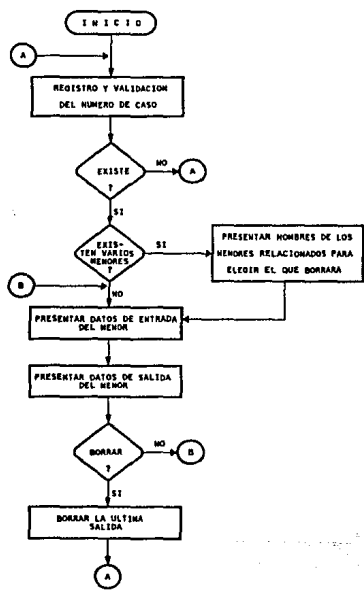 INICIO
A
REGISTRO Y VALIDACION
DEL NUMERO DE CASO
EXISTE
?
NO
A
SI
EXIS-
TEN VARIOS
MENORES
?
SI
PRESENTAR NOMBRES DE LOS
MENORES RELACIONADOS PARA
ELEGIR EL QUE BORRARA
B
NO
PRESENTAR DATOS DE ENTRADA
DEL MENOR
PRESENTAR DATOS DE SALIDA
DEL MENOR
BORRAR
?
NO
B
SI
BORRAR LA ULTIMA
SALIDA
A